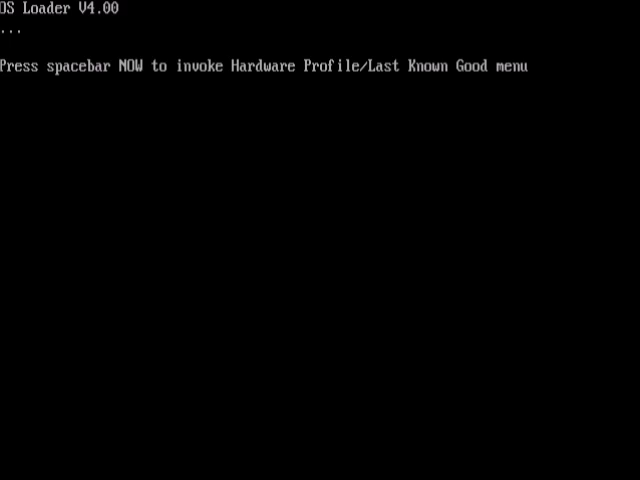 OS Loader V4.00
...
Press spacebar NOW to invoke Hardware Profile/Last Known Good menu